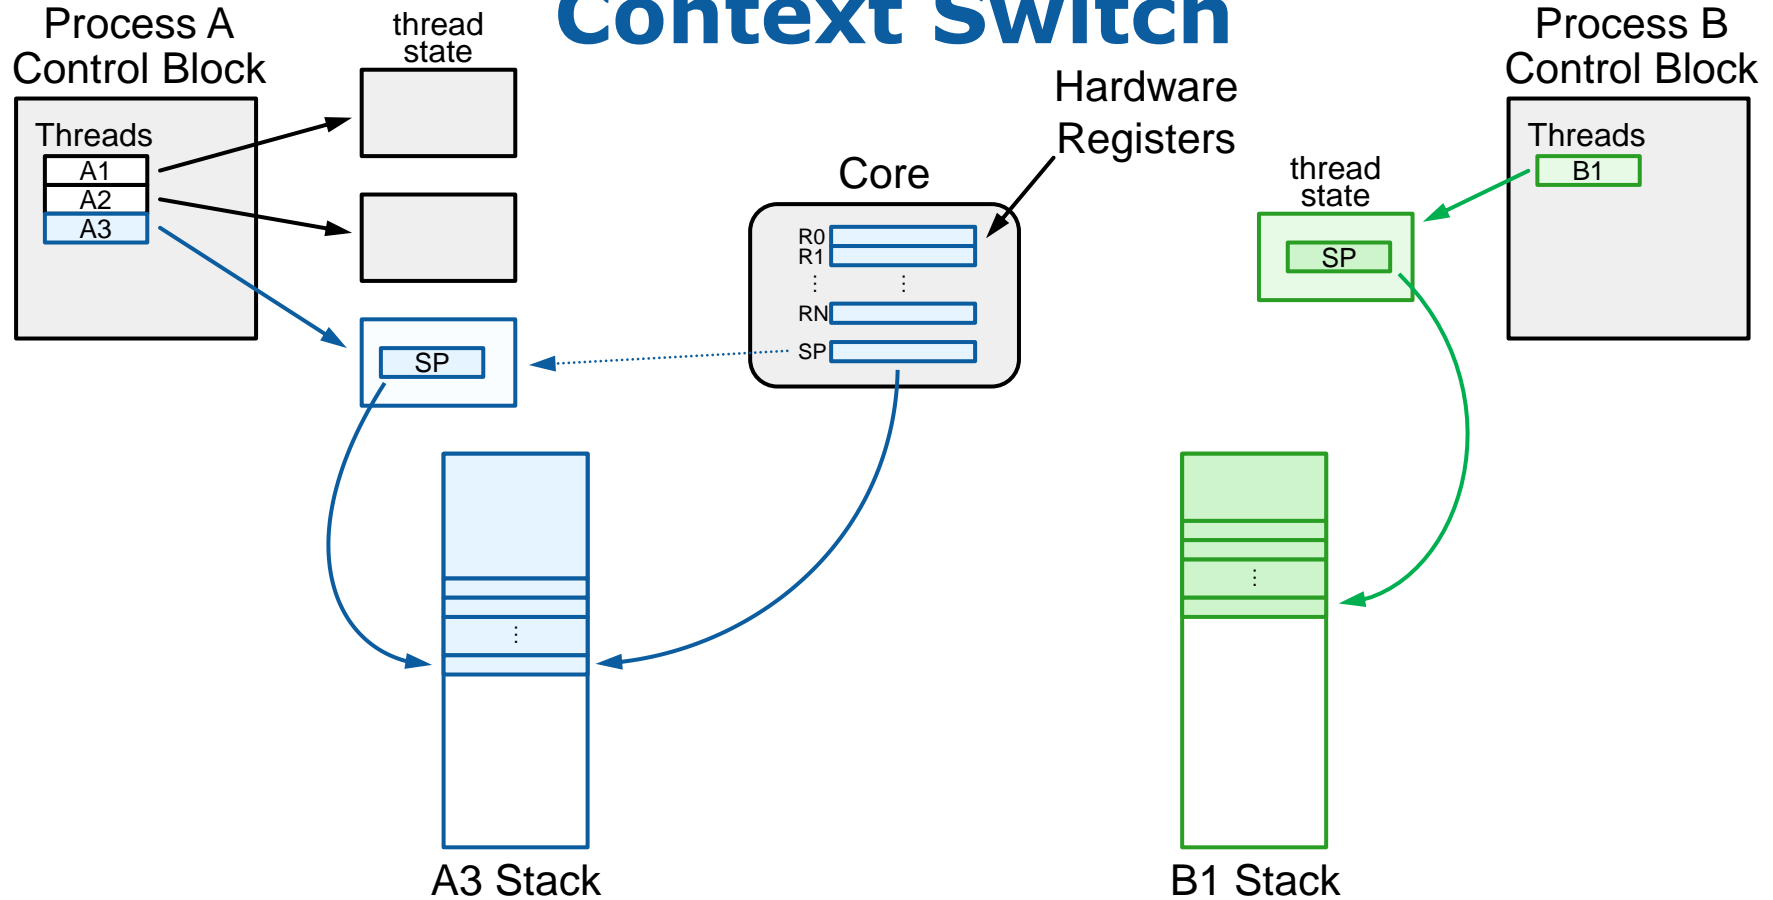 Context Switch
Process A
Control Block
thread
state
Threads
A1
A2
A3
SP
Core
Hardware
Registers
R0
R1
⋮ ⋮
RN
SP
Process B
Control Block
Threads
B1
thread
state
SP
⋮
A3 Stack
⋮
B1 Stack